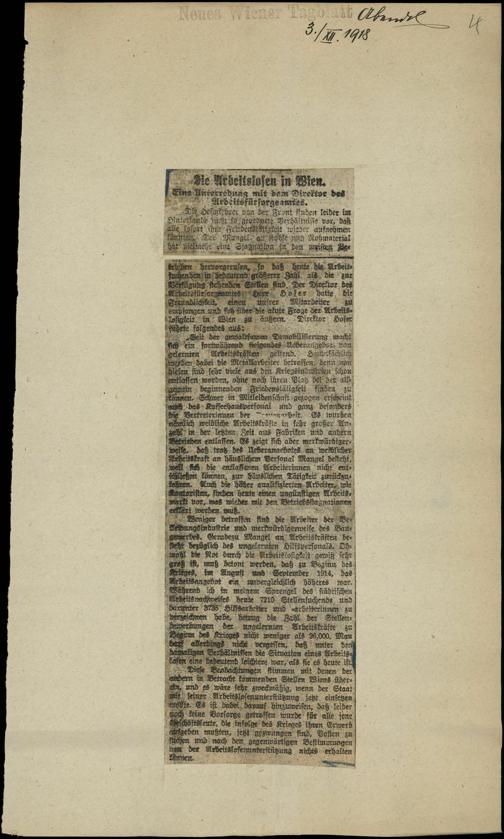 Neues Wiener Tagblatt Abend
3./XII. 1918
4
Die Arbeitslosen in Wien.
Eine Unterredung mit dem Direktor des
Arbeitsfürsorgeamtes.
Die Heimkehrer von der Front finden leider im
Hinterlande nicht so geordnete Verhältnisse vor, daß
alle sofort ihre Friedenstätigkeit wieder aufnehmen
könnten. Der Mangel an Kohle und Rohmaterial
hat vielmehr eine Stagnation in den meisten Be-
trieben hervorgerufen, so daß heute die Arbeit-
suchenden in bedeutend größerer Zahl als die zur
Verfügung stehenden Stellen sind. Der Direktor des
Arbeitsfürsorgeamtes Herr Hofer hatte die
Freundlichkeit, einen unsrer Mitarbeiter zu
empfangen und sich über die akute Frage der Arbeits-
losigkeit in Wien zu äußern. Direktor Hofer
führte folgendes aus:
„Seit der gewaltsamen Demobilisierung macht
sich ein fortwährend steigendes Ueberangebot von
gelernten Arbeitskräften geltend. Hauptsächlich
werden dabei die Metallarbeiter betroffen, denn von
diesen sind sehr viele aus den Kriegsindustrien schon
entlassen worden, ohne noch ihren Platz bei der all-
gemein beginnenden Friedenstätigkeit finden zu
können. Schwer in Mitleidenschaft gezogen erscheint
auch das Kaffeehauspersonal und ganz besonders
die Vertreterinnen der Frauenarbeit. Es wurden
nämlich weibliche Arbeitskräfte in sehr großer An-
zahl in der letzten Zeit aus Fabriken und andern
Betrieben entlassen. Es zeigt sich aber merkwürdiger-
weise, daß trotz des Ueberangebotes an weiblicher
Arbeitskraft an häuslichem Personal Mangel besteht,
weil sich die entlassenen Arbeiterinnen nicht ent-
schließen können, zur häuslichen Tätigkeit zurückzu-
kehren. Auch die höher qualifizierten Arbeiter, wie
Kontoristen, finden heute einen ungünstigen Arbeits-
markt vor, was wieder mit den Betriebsstagnationen
erklärt werden muß.
Weniger betroffen sind die Arbeiter der Be-
kleidungsindustrie und merkwürdigerweise des Bau-
gewerbes. Geradezu Mangel an Arbeitskräften be-
steht bezüglich des ungelernten Hilfspersonals. Ob-
wohl die Not durch die Arbeitslosigkeit gewiß sehr
groß ist, muß betont werden, daß zu Beginn des
Krieges, im August und September 1914, das
Arbeitsangebot ein unvergleichlich höheres war.
Während ich in meinem Sprengel des städtischen
Arbeitsnachweises heute 7210 Stellensuchende und
darunter 3735 Hilfsarbeiter und -arbeiterinnen zu
verzeichnen habe, betrug die Zahl der Stellen-
bewerbungen der ungelernten Arbeitskräfte zu
Beginn des Krieges nicht weniger als 26,000. Man
darf allerdings nicht vergessen, daß unter den
damaligen Verhältnissen die Situation eines Arbeits-
losen eine bedeutend leichtere war, als sie es heute ist.
Diese Beobachtungen stimmen mit denen der
andern in Betracht kommenden Stellen Wiens über-
ein, und es wäre sehr zweckmäßig, wenn der Staat
mit seiner Arbeitslosenunterstützung jetzt einsetzen
wollte. Es ist dabei darauf hinzuweisen, daß leider
noch keine Vorsorge getroffen wurde für alle jene
Geschäftsleute, die infolge des Krieges ihren Erwerb
aufgeben mußten, jetzt gezwungen sind, Posten zu
suchen und nach den gegenwärtigen Bestimmungen
von der Arbeitslosenunterstützung nichts erhalten
können.